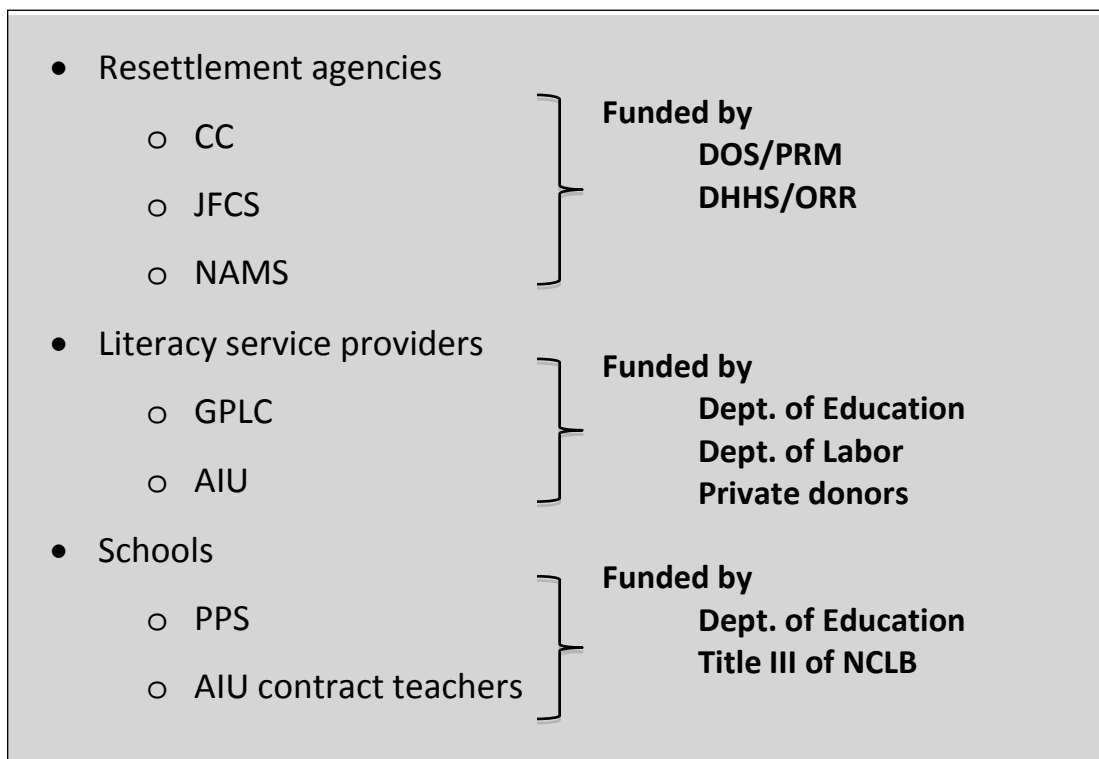 • Resettlement agencies
o CC
o JFCS
o NAMS
Funded by
DOS/PRM
DHHS/ORR
• Literacy service providers
o GPLC
o AIU
Funded by
Dept. of Education
Dept. of Labor
Private donors
• Schools
o PPS
o AIU contract teachers
Funded by
Dept. of Education
Title III of NCLB